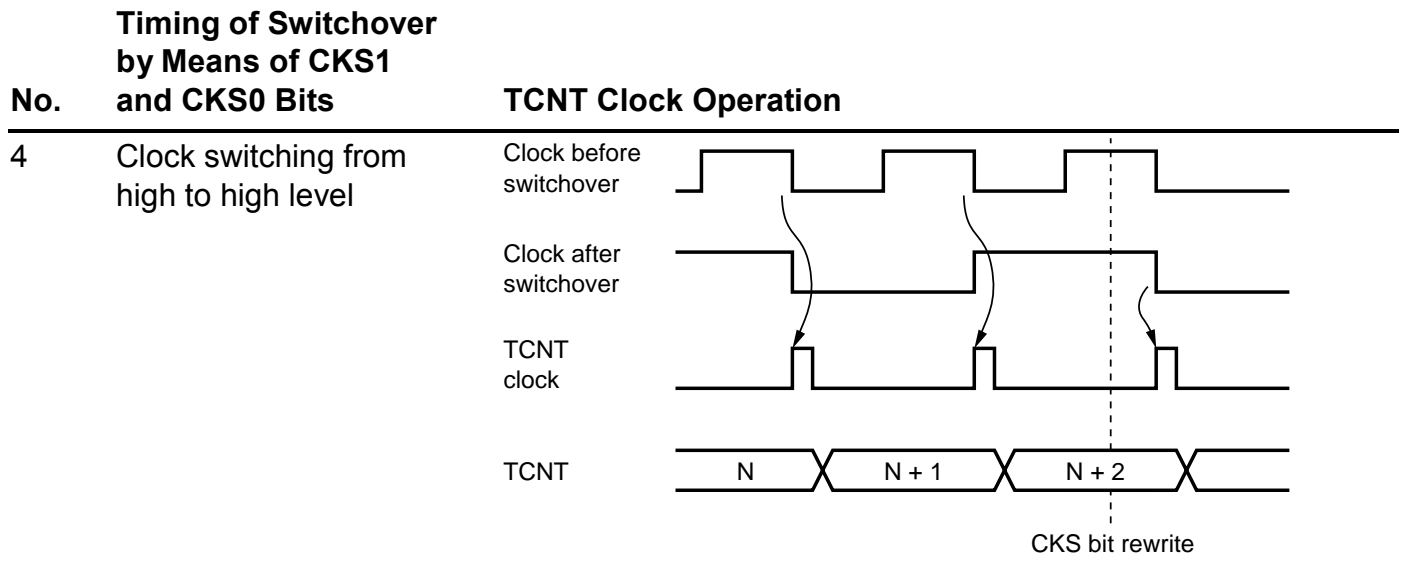 Timing of Switchover
by Means of CKS1
No. and CKS0 Bits TCNT Clock Operation
4 Clock switching from
high to high level
Clock before
switchover
Clock after
switchover
TCNT
clock
TCNT N N + 1 N + 2
CKS bit rewrite